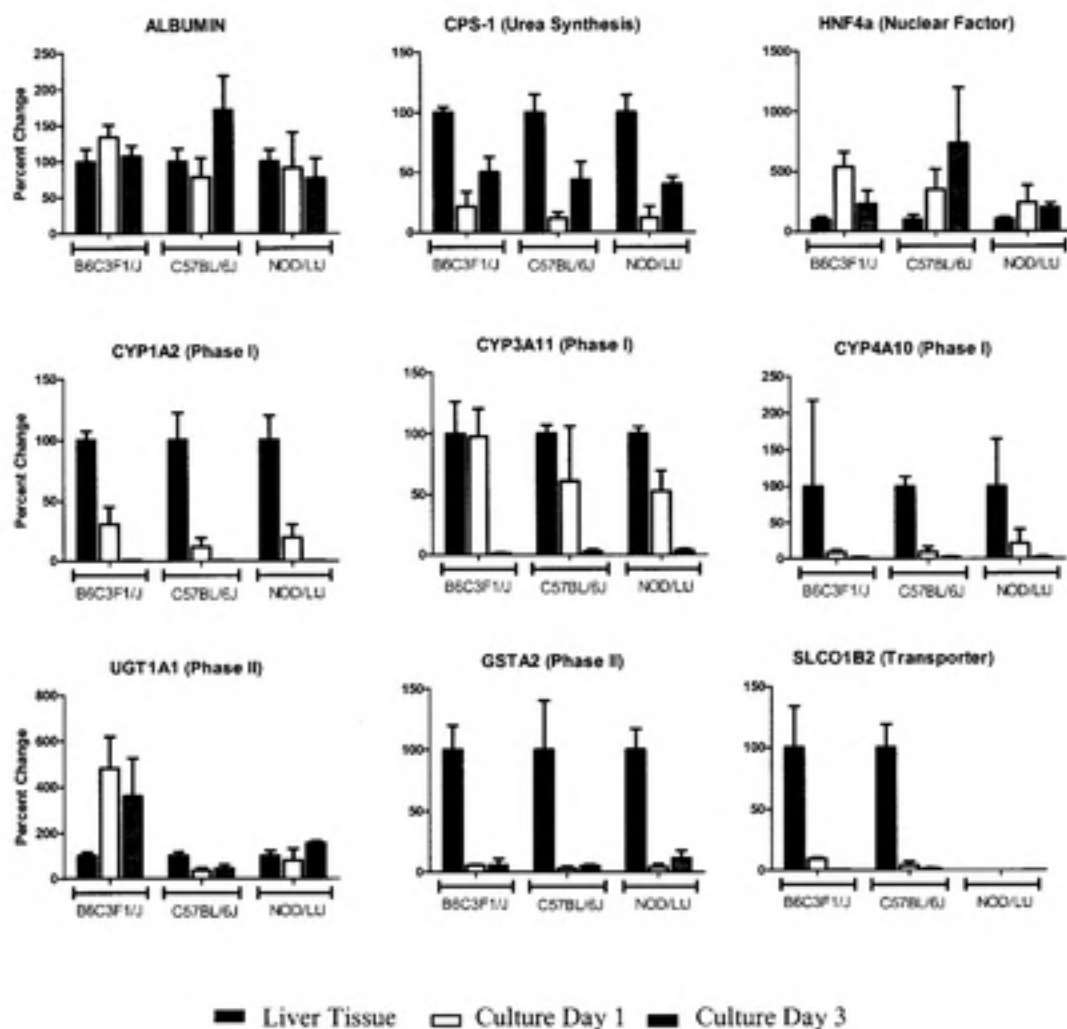 ALBUMIN
CPS-1 (Urea Synthesis)
HNF4a (Nuclear Factor)
Percent Change
250
200
150
100
50
0
B6C3F1/J
C57BL/6J
NOD/LtJ
150
100
50
0
B6C3F1/J
C57BL/6J
NOD/LtJ
1500
1000
500
0
B6C3F1/J
C57BL/6J
NOD/LtJ
CYP1A2 (Phase I)
CYP3A11 (Phase I)
CYP4A10 (Phase I)
Percent Change
150
100
50
0
B6C3F1/J
C57BL/6J
NOD/LtJ
150
100
50
0
B6C3F1/J
C57BL/6J
NOD/LtJ
250
200
150
100
50
0
B6C3F1/J
C57BL/6J
NOD/LtJ
UGT1A1 (Phase II)
GSTA2 (Phase II)
SLCO1B2 (Transporter)
Percent Change
800
600
400
200
0
B6C3F1/J
C57BL/6J
NOD/LtJ
150
100
50
0
B6C3F1/J
C57BL/6J
NOD/LtJ
150
100
50
0
B6C3F1/J
C57BL/6J
NOD/LtJ
Liver Tissue Culture Day 1 Culture Day 3